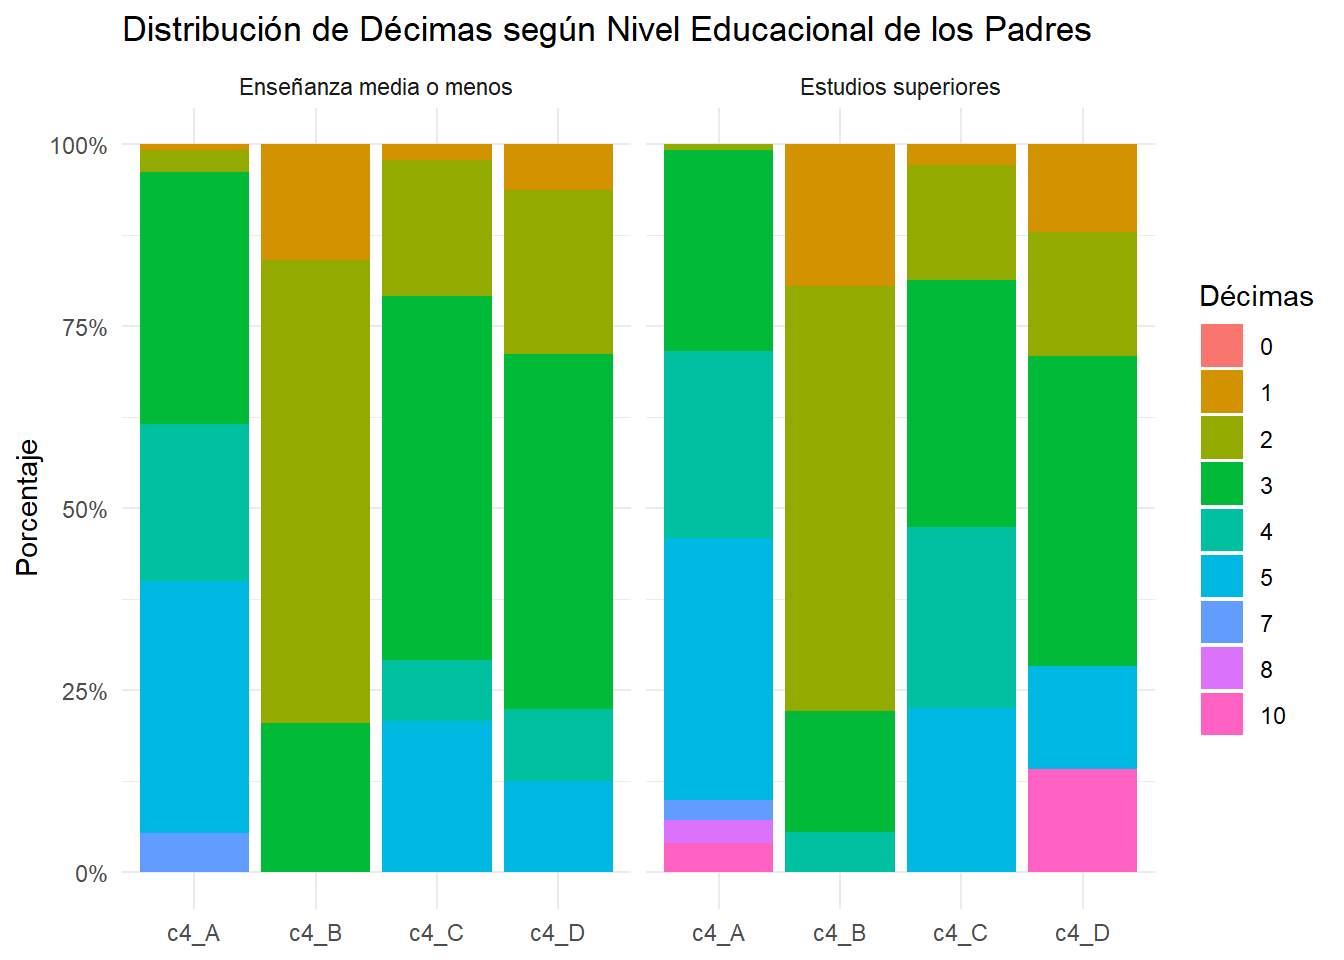 Distribución de Décimas según Nivel Educacional de los Padres
Enseñanza media o menos
Estudios superiores
Porcentaje
100%
75%
50%
25%
0%
c4_A
c4_B
c4_C
c4_D
c4_A
c4_B
c4_C
c4_D
Décimas
0
1
2
3
4
5
7
8
10